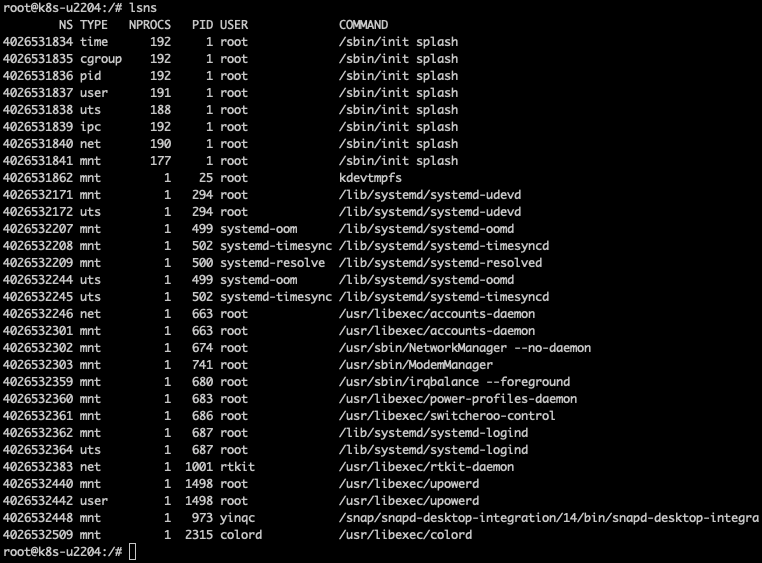 root@k8s-u2204:/# lsns
        NS TYPE   NPROCS   PID USER             COMMAND
4026531834 time      192     1 root             /sbin/init splash
4026531835 cgroup    192     1 root             /sbin/init splash
4026531836 pid       192     1 root             /sbin/init splash
4026531837 user      191     1 root             /sbin/init splash
4026531838 uts       188     1 root             /sbin/init splash
4026531839 ipc       192     1 root             /sbin/init splash
4026531840 net       190     1 root             /sbin/init splash
4026531841 mnt       177     1 root             /sbin/init splash
4026531862 mnt         1    25 root             kdevtmpfs
4026532171 mnt         1   294 root             /lib/systemd/systemd-udevd
4026532172 uts         1   294 root             /lib/systemd/systemd-udevd
4026532207 mnt         1   499 systemd-oom      /lib/systemd/systemd-oomd
4026532208 mnt         1   502 systemd-timesync /lib/systemd/systemd-timesyncd
4026532209 mnt         1   500 systemd-resolve  /lib/systemd/systemd-resolved
4026532244 uts         1   499 systemd-oom      /lib/systemd/systemd-oomd
4026532245 uts         1   502 systemd-timesync /lib/systemd/systemd-timesyncd
4026532246 net         1   663 root             /usr/libexec/accounts-daemon
4026532301 mnt         1   663 root             /usr/libexec/accounts-daemon
4026532302 mnt         1   674 root             /usr/sbin/NetworkManager --no-daemon
4026532303 mnt         1   741 root             /usr/sbin/ModemManager
4026532359 mnt         1   680 root             /usr/sbin/irqbalance --foreground
4026532360 mnt         1   683 root             /usr/libexec/power-profiles-daemon
4026532361 mnt         1   686 root             /usr/libexec/switcheroo-control
4026532362 mnt         1   687 root             /lib/systemd/systemd-logind
4026532364 uts         1   687 root             /lib/systemd/systemd-logind
4026532383 net         1  1001 rtkit            /usr/libexec/rtkit-daemon
4026532440 mnt         1  1498 root             /usr/libexec/upowerd
4026532442 user        1  1498 root             /usr/libexec/upowerd
4026532448 mnt         1   973 yinqc            /snap/snapd-desktop-integration/14/bin/snapd-desktop-integra
4026532509 mnt         1  2315 colord           /usr/libexec/colord
root@k8s-u2204:/#